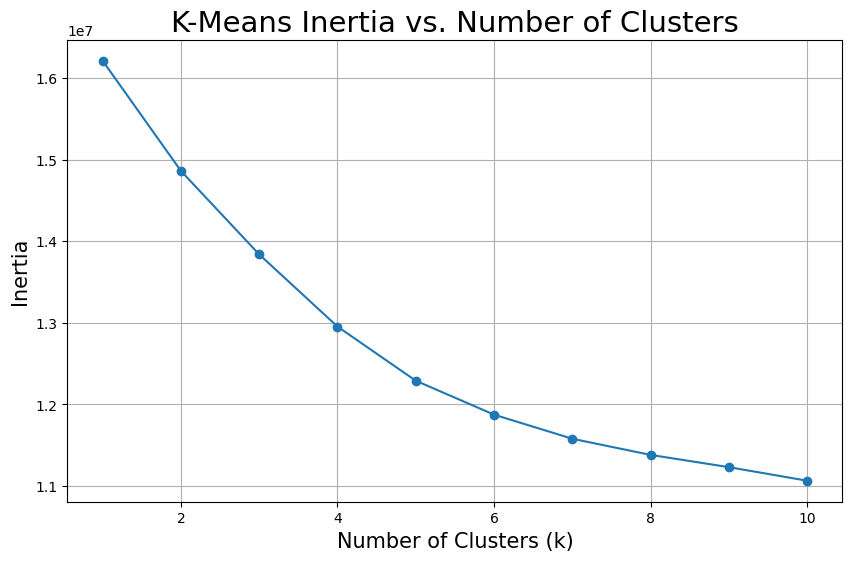 K-Means Inertia vs. Number of Clusters
1e7
1.6
1.5
1.4
1.3
1.2
1.1
Inertia
2 4 6 8 10
Number of Clusters (k)